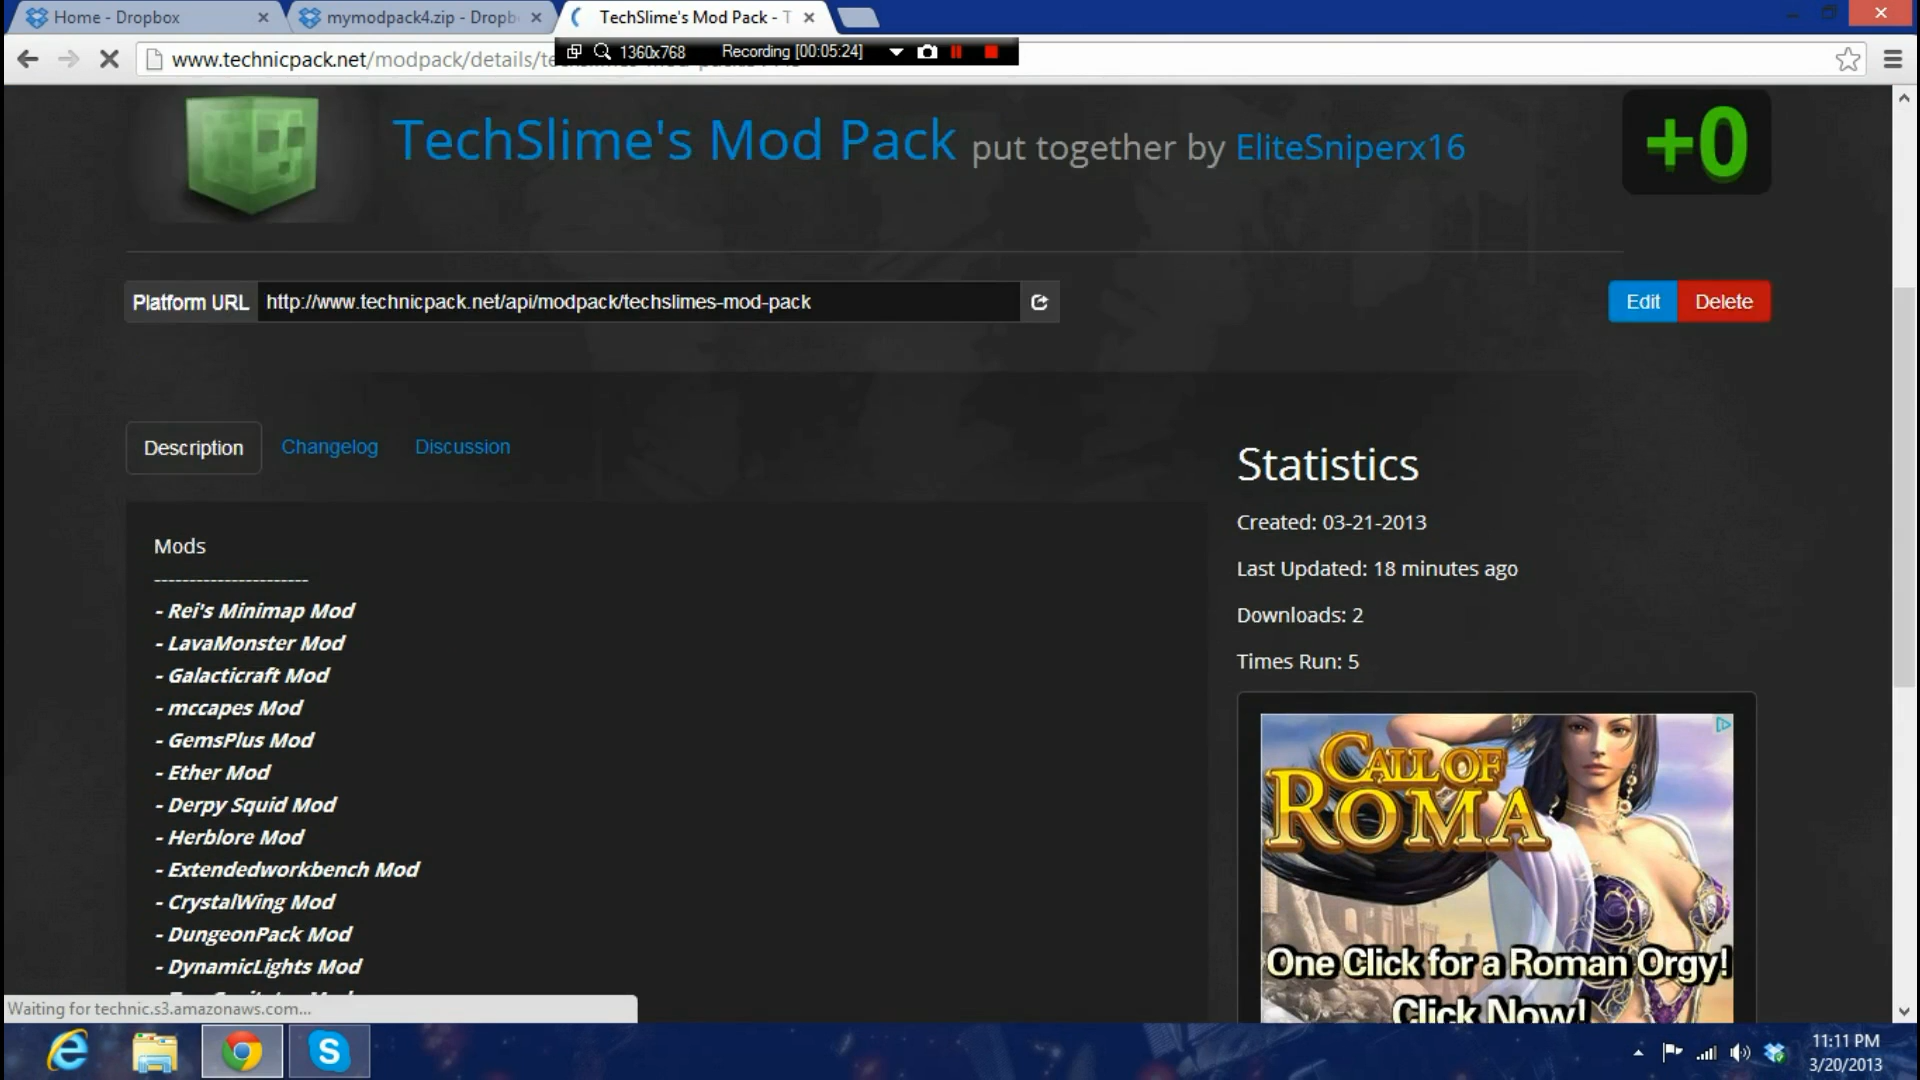 Home - Dropbox
mymodpack4.zip - Dropb
TechSlime's Mod Pack - T
1360x768
Recording [00:05:24]
www.technicpack.net/modpack/details/te
TechSlime's Mod Pack put together by EliteSniperx16
+0
Platform URL
http://www.technicpack.net/api/modpack/techslimes-mod-pack
Edit
Delete
Description
Changelog
Discussion
Mods
----------------------
- Rei's Minimap Mod
- LavaMonster Mod
- Galacticraft Mod
- mccapes Mod
- GemsPlus Mod
- Ether Mod
- Derpy Squid Mod
- Herblore Mod
- Extendedworkbench Mod
- CrystalWing Mod
- DungeonPack Mod
- DynamicLights Mod
Statistics
Created: 03-21-2013
Last Updated: 18 minutes ago
Downloads: 2
Times Run: 5
CALL OF
ROMA
One Click for a Roman Orgy!
Click Now!
Waiting for technic.s3.amazonaws.com...
11:11 PM
3/20/2013